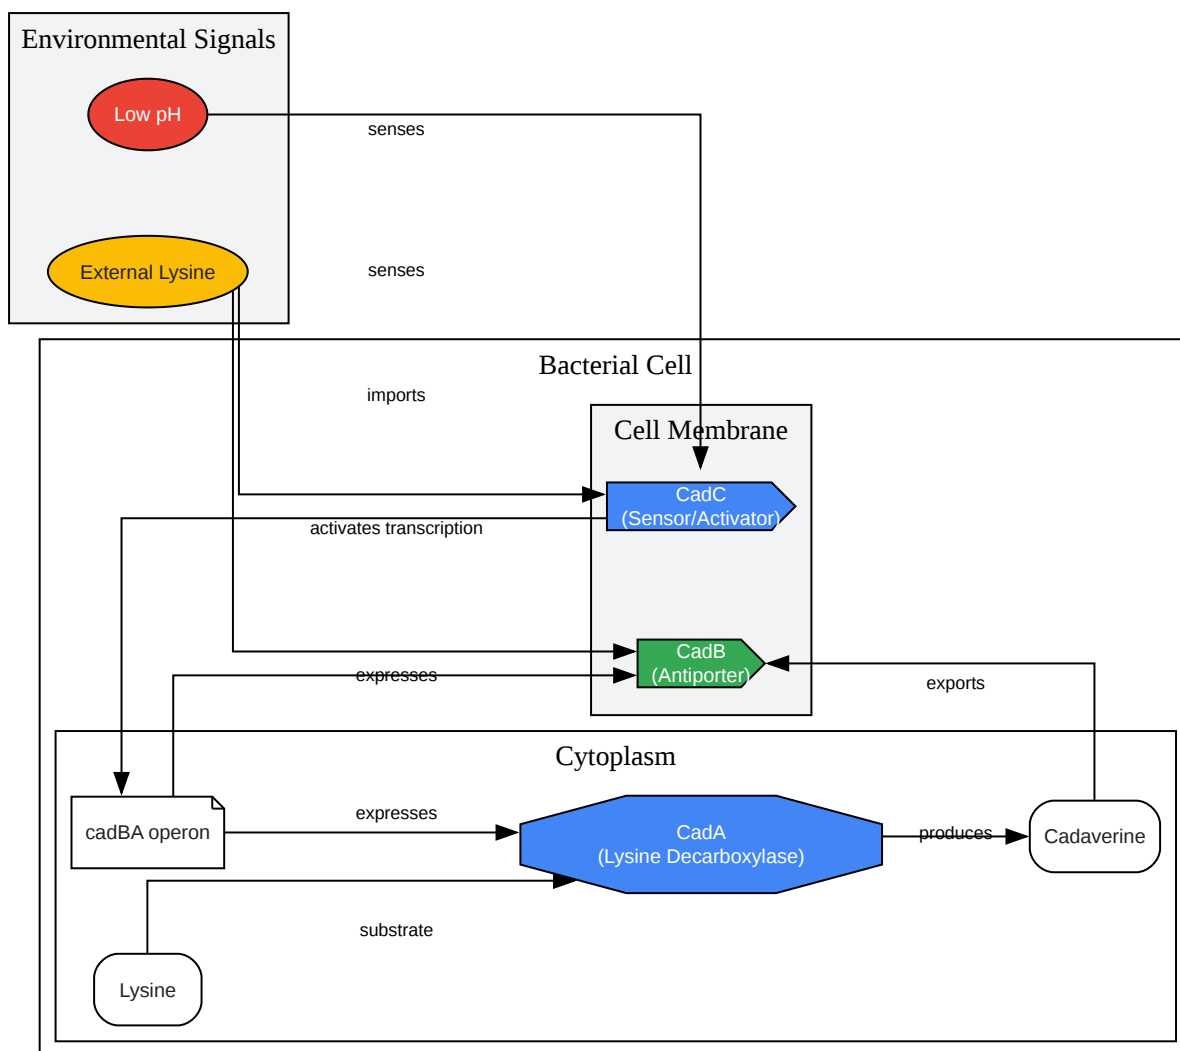 Environmental Signals
Low pH
senses
External Lysine
senses
Bacterial Cell
imports
Cell Membrane
CadC
(Sensor/Activator)
activates transcription
CadB
(Antiporter)
expresses
exports
Cytoplasm
cadBA operon
expresses
CadA
(Lysine Decarboxylase)
produces
Cadaverine
substrate
Lysine